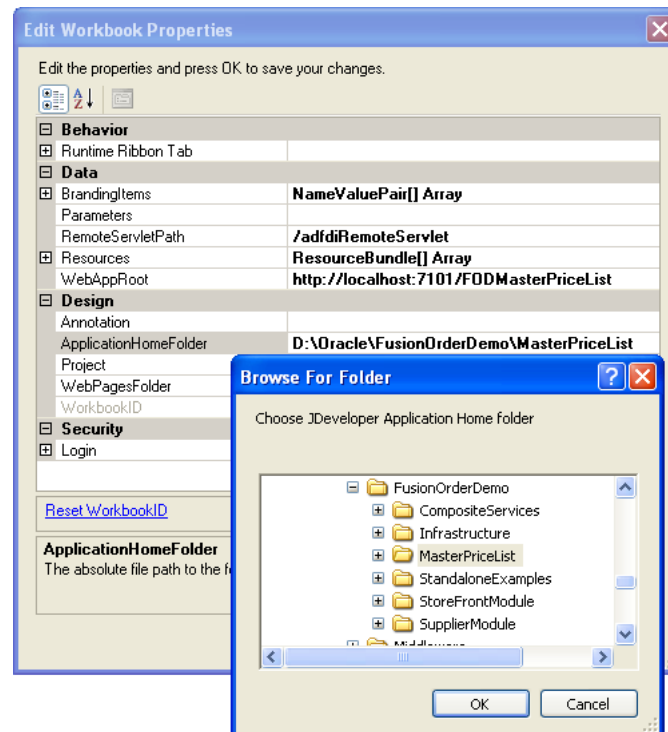 Edit Workbook Properties
Edit the properties and press OK to save your changes.
Behavior
Runtime Ribbon Tab
Data
BrandingItems NameValuePair[] Array
Parameters
RemoteServletPath /adfdiRemoteServlet
Resources ResourceBundle[] Array
WebAppRoot http://localhost:7101/FODMasterPriceList
Design
Annotation
ApplicationHomeFolder D:\Oracle\FusionOrderDemo\MasterPriceList
Project
WebPagesFolder
WorkbookID
Security
Login
Reset WorkbookID
ApplicationHomeFolder
The absolute file path to the
Browse For Folder
Choose JDeveloper Application Home folder
FusionOrderDemo
CompositeServices
Infrastructure
MasterPriceList
StandaloneExamples
StoreFrontModule
SupplierModule
OK Cancel